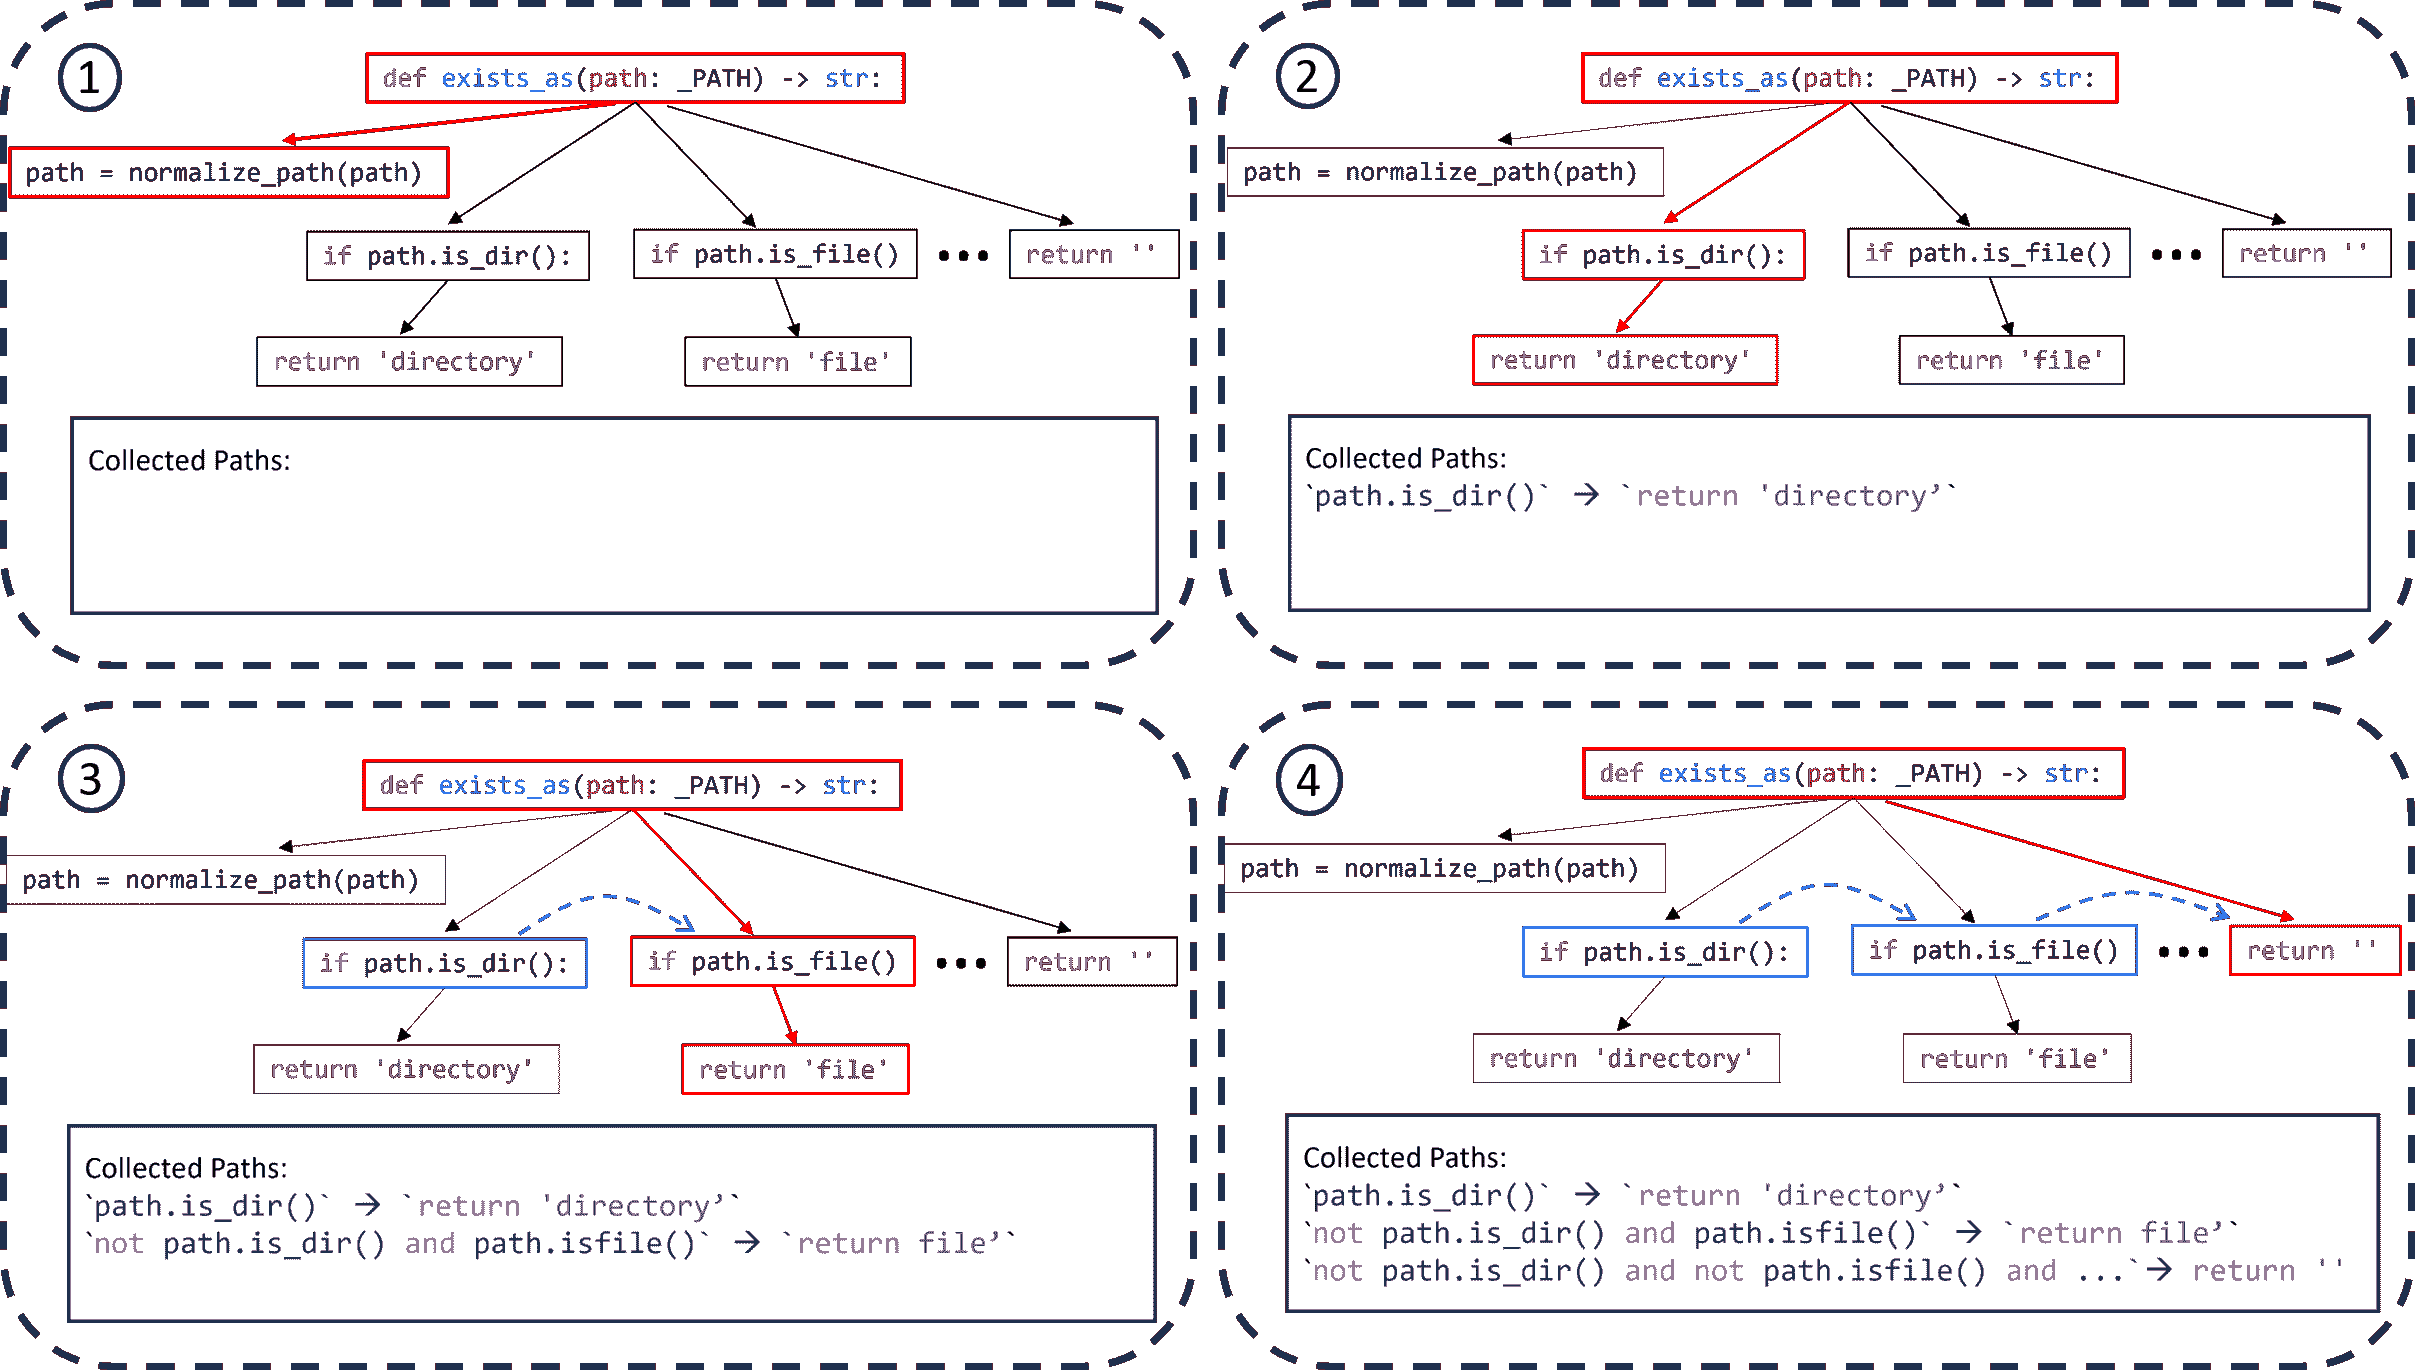 1
def exists_as(path: _PATH) -> str:
path = normalize_path(path)
if path.is_dir():
if path.is_file()
•••
return ''
return 'directory'
return 'file'
Collected Paths:
2
def exists_as(path: _PATH) -> str:
path = normalize_path(path)
if path.is_dir():
if path.is_file()
•••
return ''
return 'directory'
return 'file'
Collected Paths:
`path.is_dir()` → `return 'directory’`
3
def exists_as(path: _PATH) -> str:
path = normalize_path(path)
if path.is_dir():
if path.is_file()
•••
return ''
return 'directory'
return 'file'
Collected Paths:
`path.is_dir()` → `return 'directory’`
`not path.is_dir() and path.isfile()` → `return file’`
4
def exists_as(path: _PATH) -> str:
path = normalize_path(path)
if path.is_dir():
if path.is_file()
•••
return ''
return 'directory'
return 'file'
Collected Paths:
`path.is_dir()` → `return 'directory’`
`not path.is_dir() and path.isfile()` → `return file’`
`not path.is_dir() and not path.isfile() and ...`→ return ''